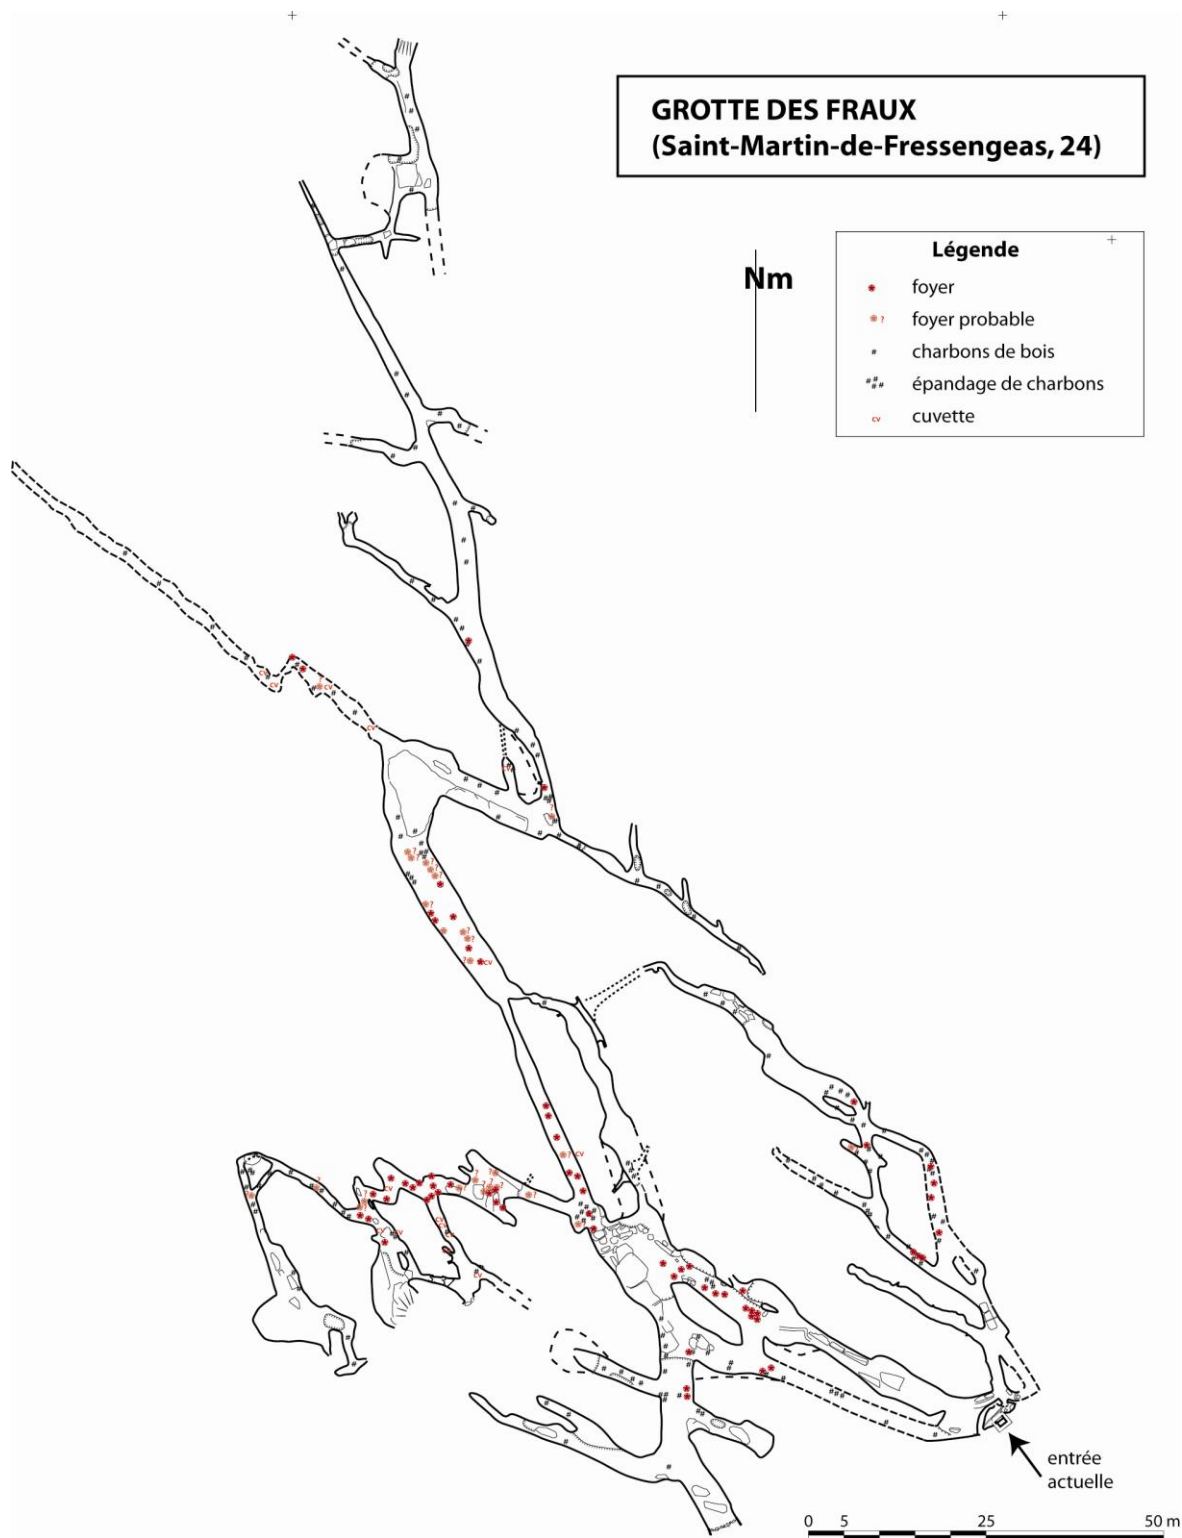 GROTTE DES FRAUX
(Saint-Martin-de-Fressengeas, 24)
Nm
Légende
foyer
? foyer probable
# charbons de bois
épandage de charbons
cv cuvette
entrée
actuelle
0 5 25 50 m